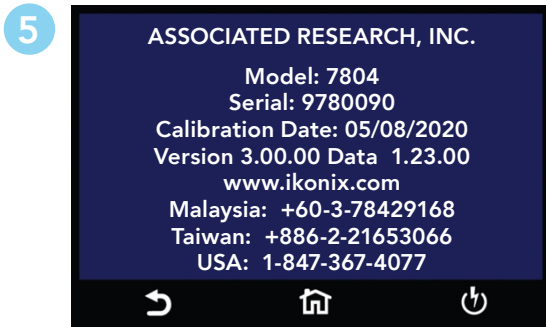 5
ASSOCIATED RESEARCH, INC.
Model: 7804
Serial: 9780090
Calibration Date: 05/08/2020
Version 3.00.00 Data 1.23.00
www.ikonix.com
Malaysia: +60-3-78429168
Taiwan: +886-2-21653066
USA: 1-847-367-4077